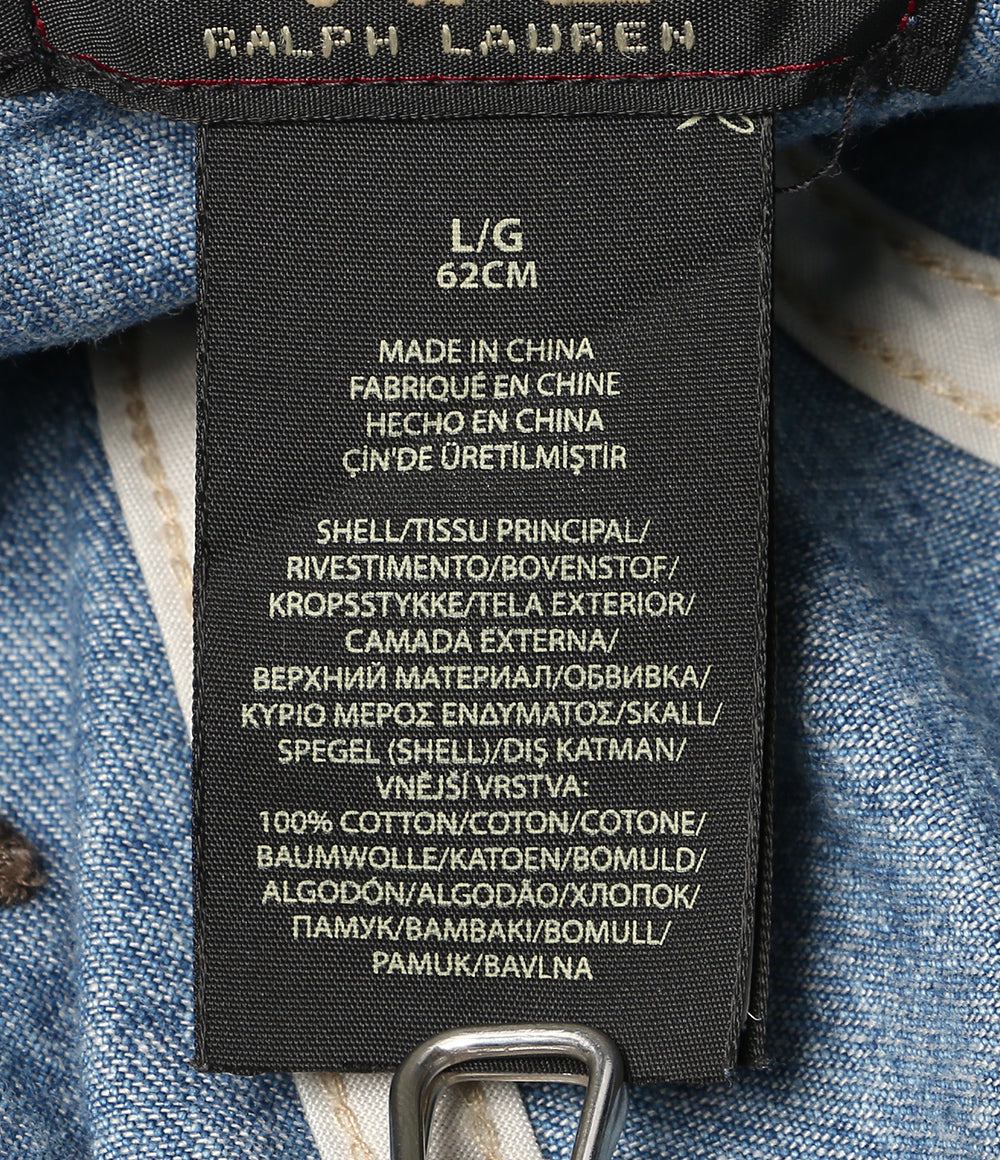 RALPH LAUREN
L/G
62CM
MADE IN CHINA
FABRIQUÉ EN CHINE
HECHO EN CHINA
ÇİN'DE ÜRETİLMİŞTİR
SHELL/TISSU PRINCIPAL/
RIVESTIMENTO/BOVENSTOF/
KROPSSTYKKE/TELA EXTERIOR/
CAMADA EXTERNA/
ВЕРХНИЙ МАТЕРИАЛ/ОБВИВКА/
ΚΥΡΙΟ ΜΕΡΟΣ ΕΝΔΥΜΑΤΟΣ/SKALL/
SPEGEL (SHELL)/DIŞ KATMAN/
VNĚJŠÍ VRSTVA:
100% COTTON/COTON/COTONE/
BAUMWOLLE/KATOEN/BOMULD/
ALGODÓN/ALGODÃO/ХЛОПОК/
ПАМУК/ΒΑΜΒΑΚΙ/BOMULL/
PAMUK/BAVLNA